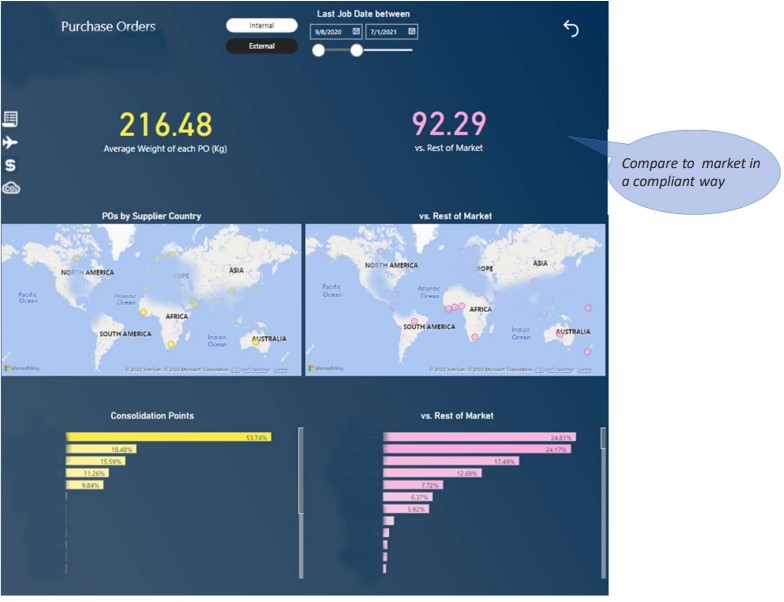 Purchase Orders
Internal
External
Last Job Date between
9/8/2020
7/1/2021
216.48
Average Weight of each PO (Kg)
92.29
vs. Rest of Market
Compare to market in
a compliant way
$
CO2
POs by Supplier Country
NORTH AMERICA
ASIA
Pacific
Ocean
Atlantic
Ocean
AFRICA
SOUTH AMERICA
Indian
Ocean
AUSTRALIA
Microsoft Bing
© 2022 TomTom, © 2022 Microsoft Corporation, © OpenStreetMap, Terms
vs. Rest of Market
NORTH AMERICA
ASIA
Pacific
Ocean
Atlantic
Ocean
AFRICA
SOUTH AMERICA
Indian
Ocean
AUSTRALIA
Microsoft Bing
© 2022 TomTom, © 2022 Microsoft Corporation, © OpenStreetMap, Terms
Consolidation Points
53.74%
18.48%
15.59%
11.26%
9.84%
vs. Rest of Market
24.81%
24.17%
17.49%
12.69%
7.72%
6.37%
5.92%